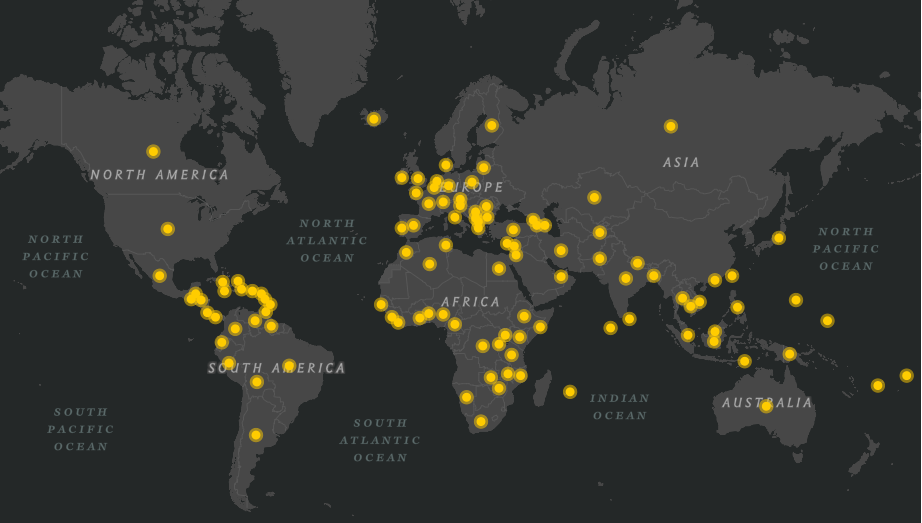 NORTH AMERICA
EUROPE
ASIA
NORTH
PACIFIC
OCEAN
NORTH
ATLANTIC
OCEAN
NORTH
PACIFIC
OCEAN
AFRICA
SOUTH AMERICA
SOUTH
PACIFIC
OCEAN
SOUTH
ATLANTIC
OCEAN
INDIAN
OCEAN
AUSTRALIA